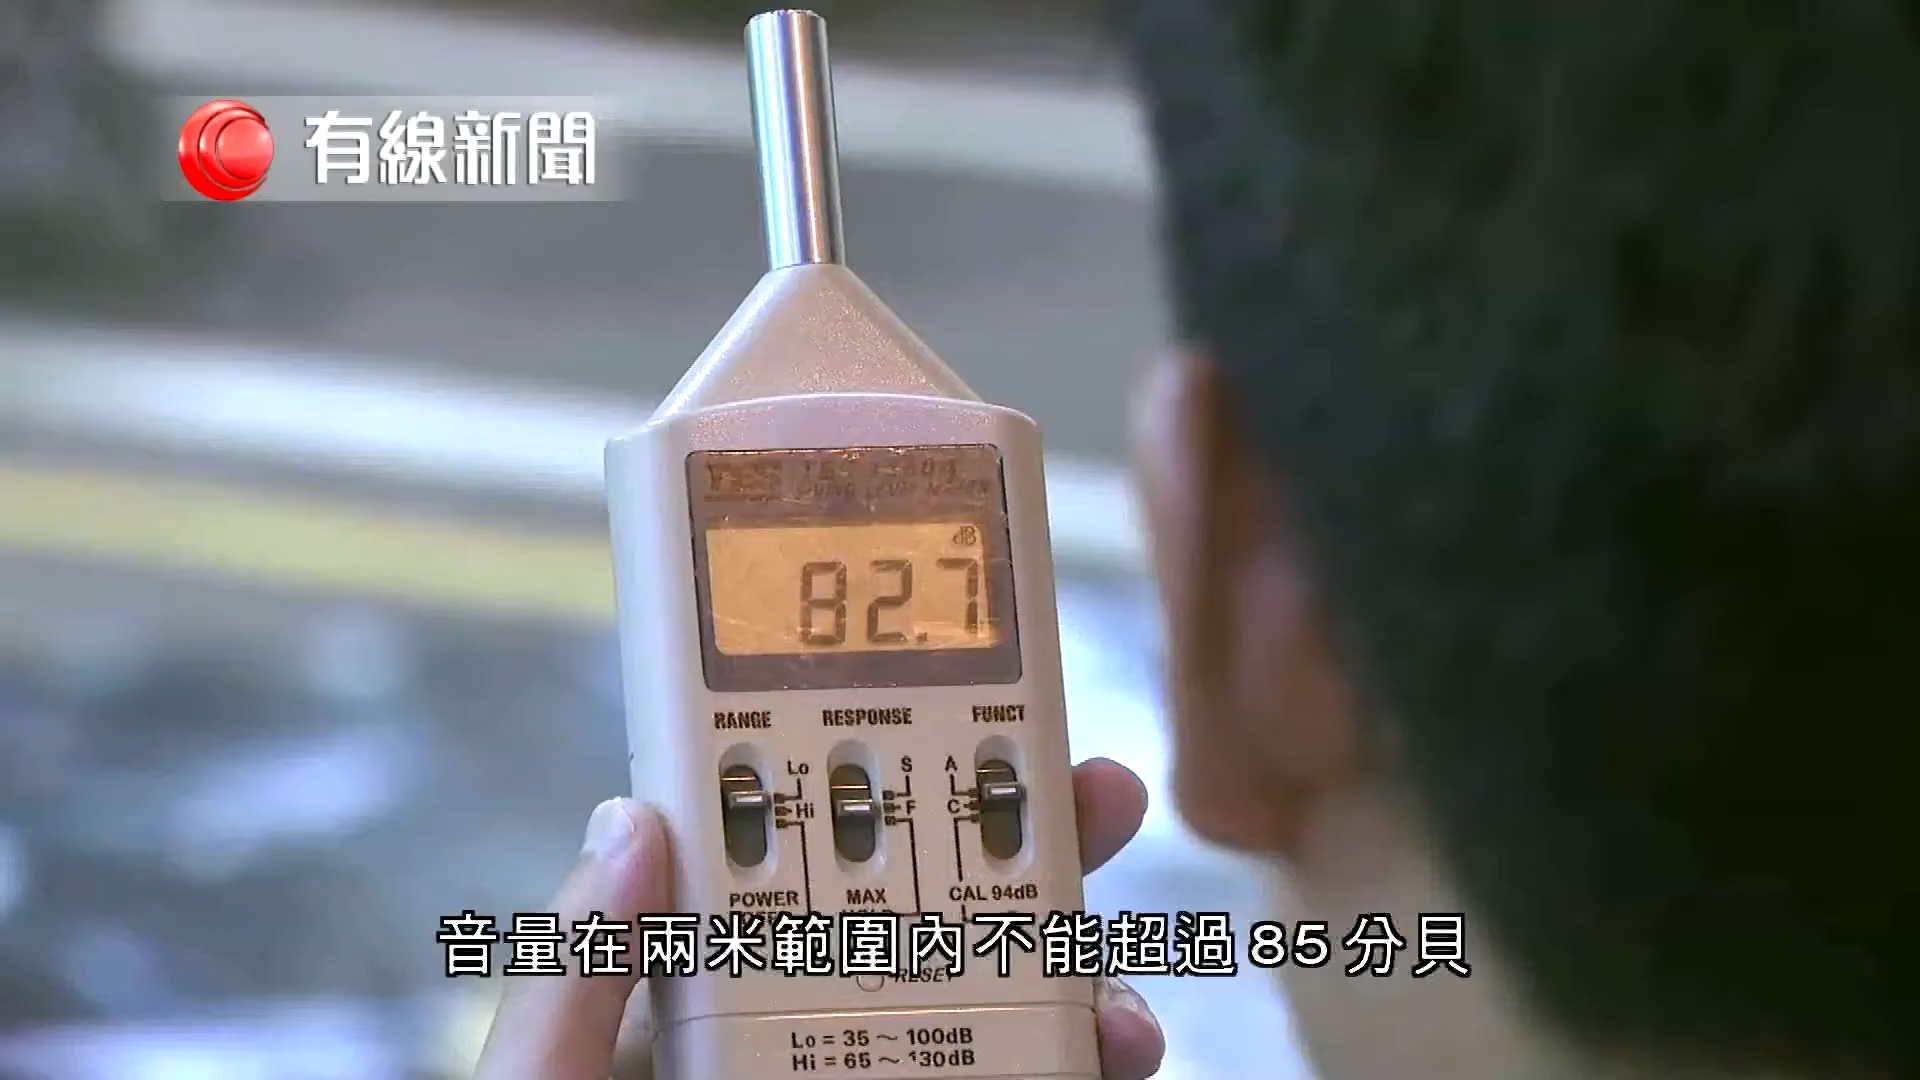 有線新聞
dB
82.7
RANGE RESPONSE FUNCT
Lo S A
Hi F C
POWER MAX CAL 94dB
音量在兩米範圍內不能超過85分貝
RESET
Lo = 35 ～ 100dB
Hi = 65 ～ 130dB